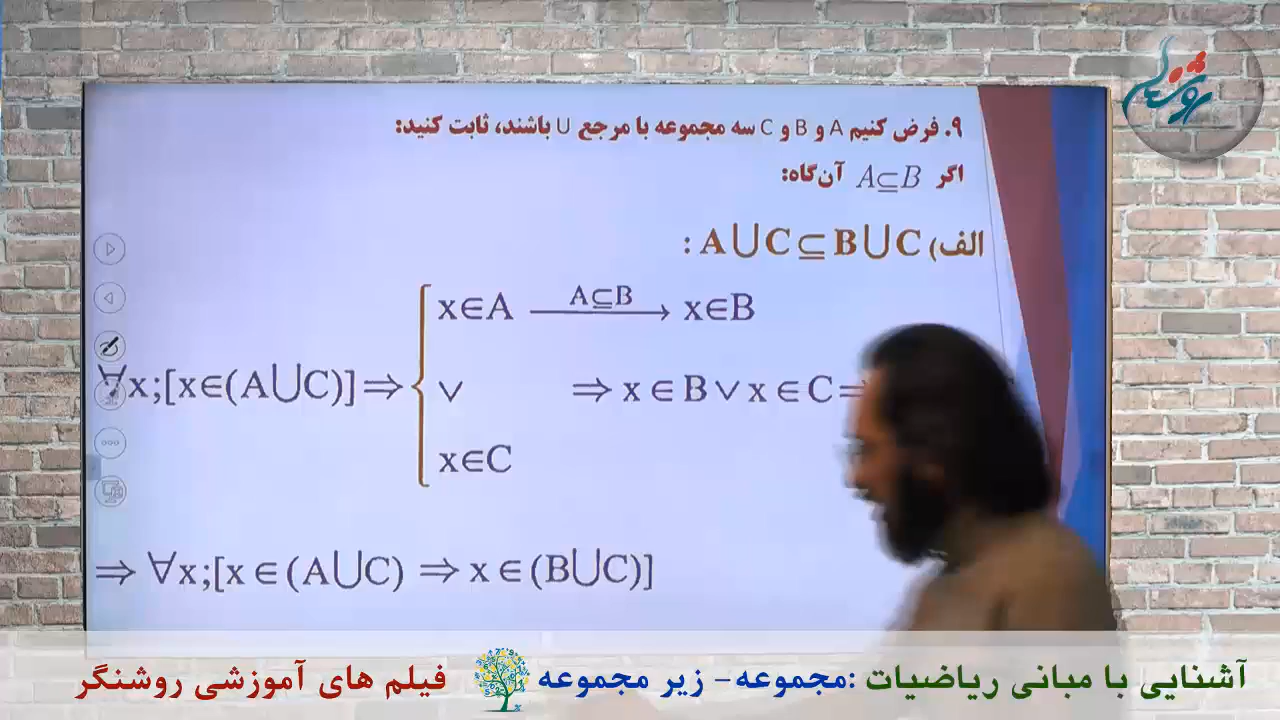 روشنگر
۹. فرض کنیم A و B و C سه مجموعه با مرجع U باشند، ثابت کنید:
اگر A⊆B آن‌گاه:
الف) A∪C⊆B∪C :
x∈A —A⊆B→ x∈B
∀x;[x∈(A∪C)]⇒{ ∨ ⇒ x∈B∨x∈C⇒
x∈C
⇒ ∀x;[x∈(A∪C) ⇒ x∈(B∪C)]
آشنایی با مبانی ریاضیات :مجموعه- زیر مجموعه فیلم های آموزشی روشنگر